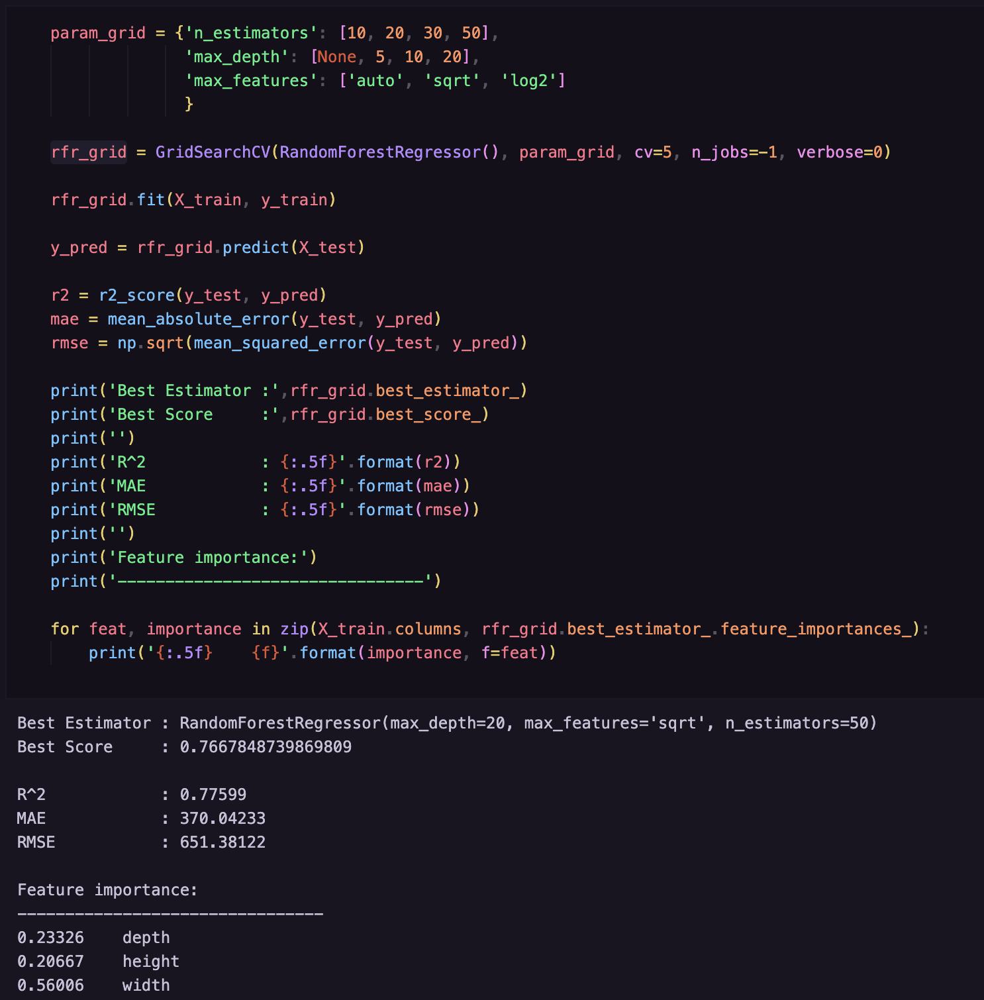 param_grid = {'n_estimators': [10, 20, 30, 50],
              'max_depth': [None, 5, 10, 20],
              'max_features': ['auto', 'sqrt', 'log2']
              }
rfr_grid = GridSearchCV(RandomForestRegressor(), param_grid, cv=5, n_jobs=-1, verbose=0)
rfr_grid.fit(X_train, y_train)
y_pred = rfr_grid.predict(X_test)
r2 = r2_score(y_test, y_pred)
mae = mean_absolute_error(y_test, y_pred)
rmse = np.sqrt(mean_squared_error(y_test, y_pred))
print('Best Estimator :',rfr_grid.best_estimator_)
print('Best Score     :',rfr_grid.best_score_)
print('')
print('R^2            : {:.5f}'.format(r2))
print('MAE            : {:.5f}'.format(mae))
print('RMSE           : {:.5f}'.format(rmse))
print('')
print('Feature importance:')
print('--------------------------------')
for feat, importance in zip(X_train.columns, rfr_grid.best_estimator_.feature_importances_):
    print('{:.5f}    {f}'.format(importance, f=feat))
Best Estimator : RandomForestRegressor(max_depth=20, max_features='sqrt', n_estimators=50)
Best Score     : 0.7667848739869809
R^2            : 0.77599
MAE            : 370.04233
RMSE           : 651.38122
Feature importance:
--------------------------------
0.23326    depth
0.20667    height
0.56006    width